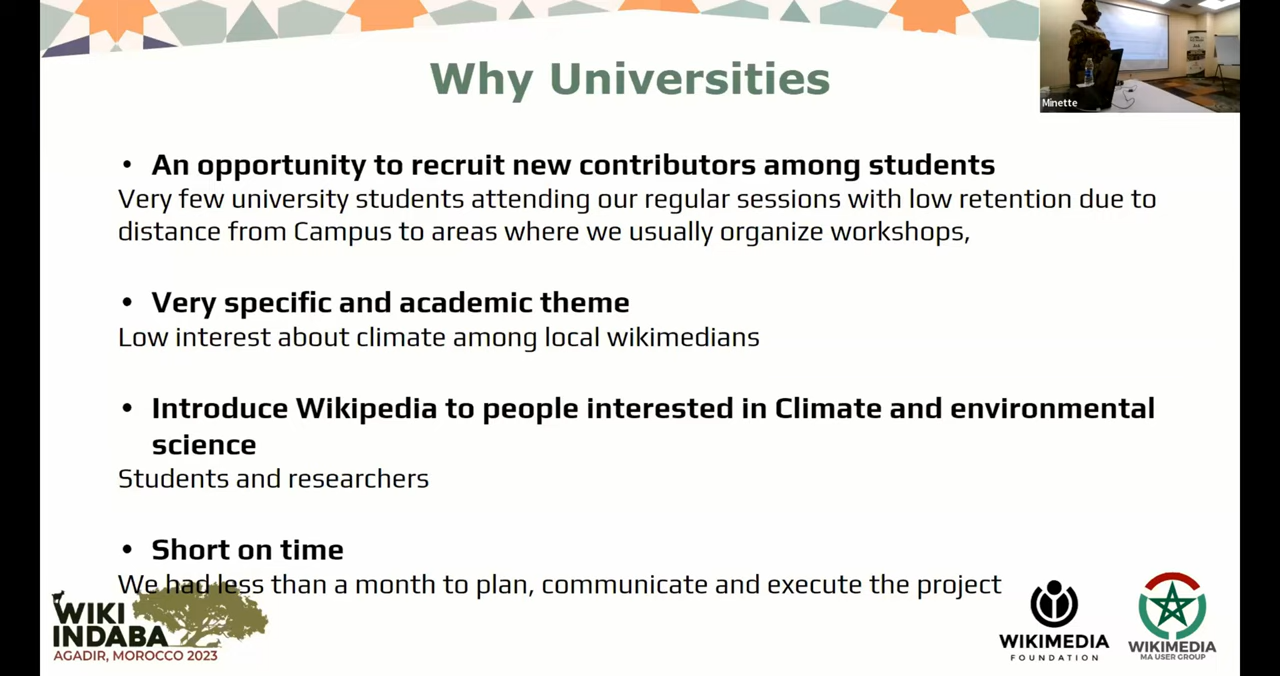 Why Universities
Minette
• An opportunity to recruit new contributors among students
Very few university students attending our regular sessions with low retention due to
distance from Campus to areas where we usually organize workshops,
• Very specific and academic theme
Low interest about climate among local wikimedians
• Introduce Wikipedia to people interested in Climate and environmental
science
Students and researchers
• Short on time
We had less than a month to plan, communicate and execute the project
WIKI
INDABA
AGADIR, MOROCCO 2023
WIKIMEDIA
FOUNDATION
WIKIMEDIA
MA USER GROUP